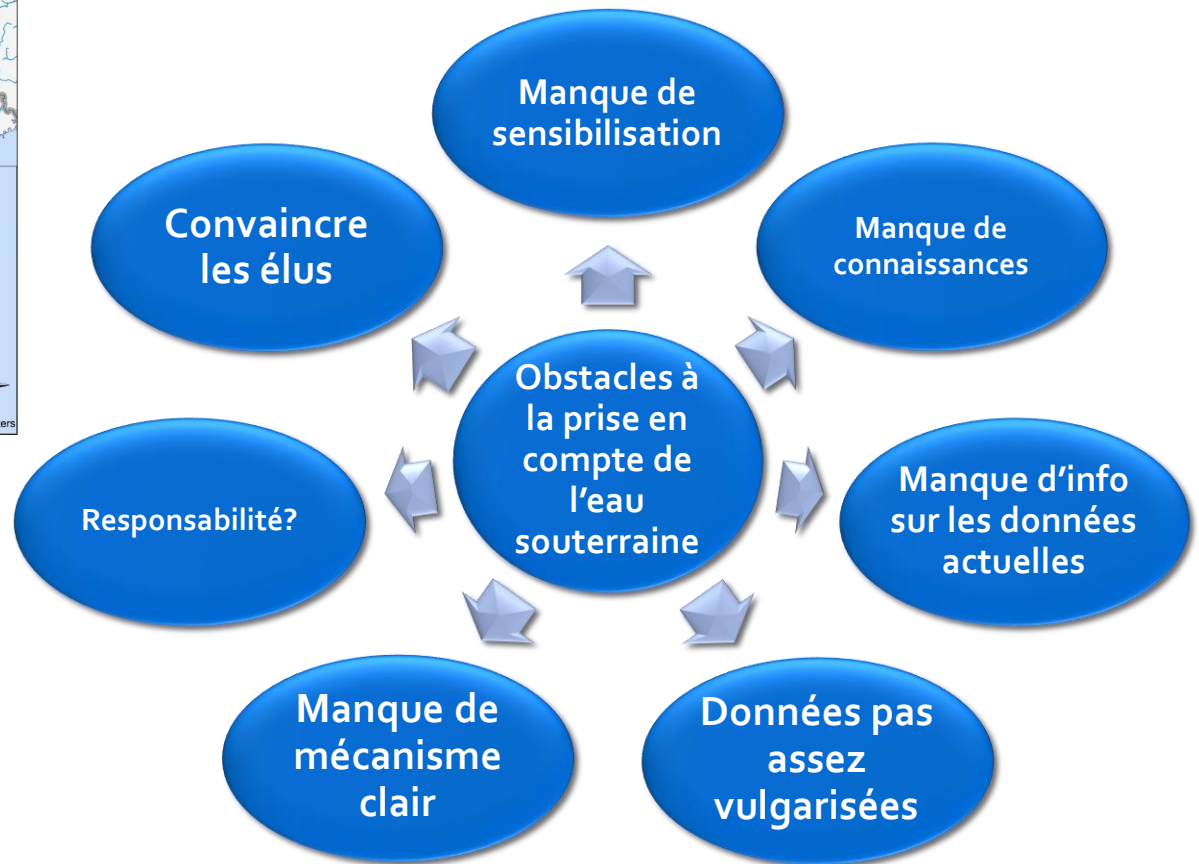 Manque de
sensibilisation
Convaincre
les élus
Manque de
connaissances
Obstacles à
la prise en
compte de
l'eau
souterraine
Responsabilité?
Manque d'info
sur les données
actuelles
Manque de
mécanisme
clair
Données pas
assez
vulgarisées